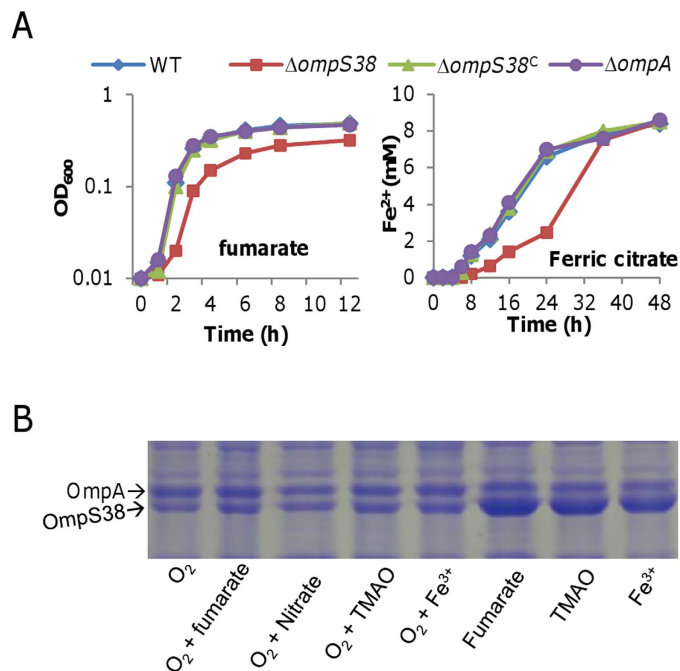 A
WT ΔompS38 ΔompS38ᶜ ΔompA
1
0.1
0.01
OD₆₀₀
fumarate
0 2 4 6 8 10 12
Time (h)
10
8
6
4
2
0
Fe²⁺ (mM)
Ferric citrate
0 8 16 24 32 40 48
Time (h)
B
OmpA→
OmpS38→
O₂
O₂ + fumarate
O₂ + Nitrate
O₂ + TMAO
O₂ + Fe³⁺
Fumarate
TMAO
Fe³⁺